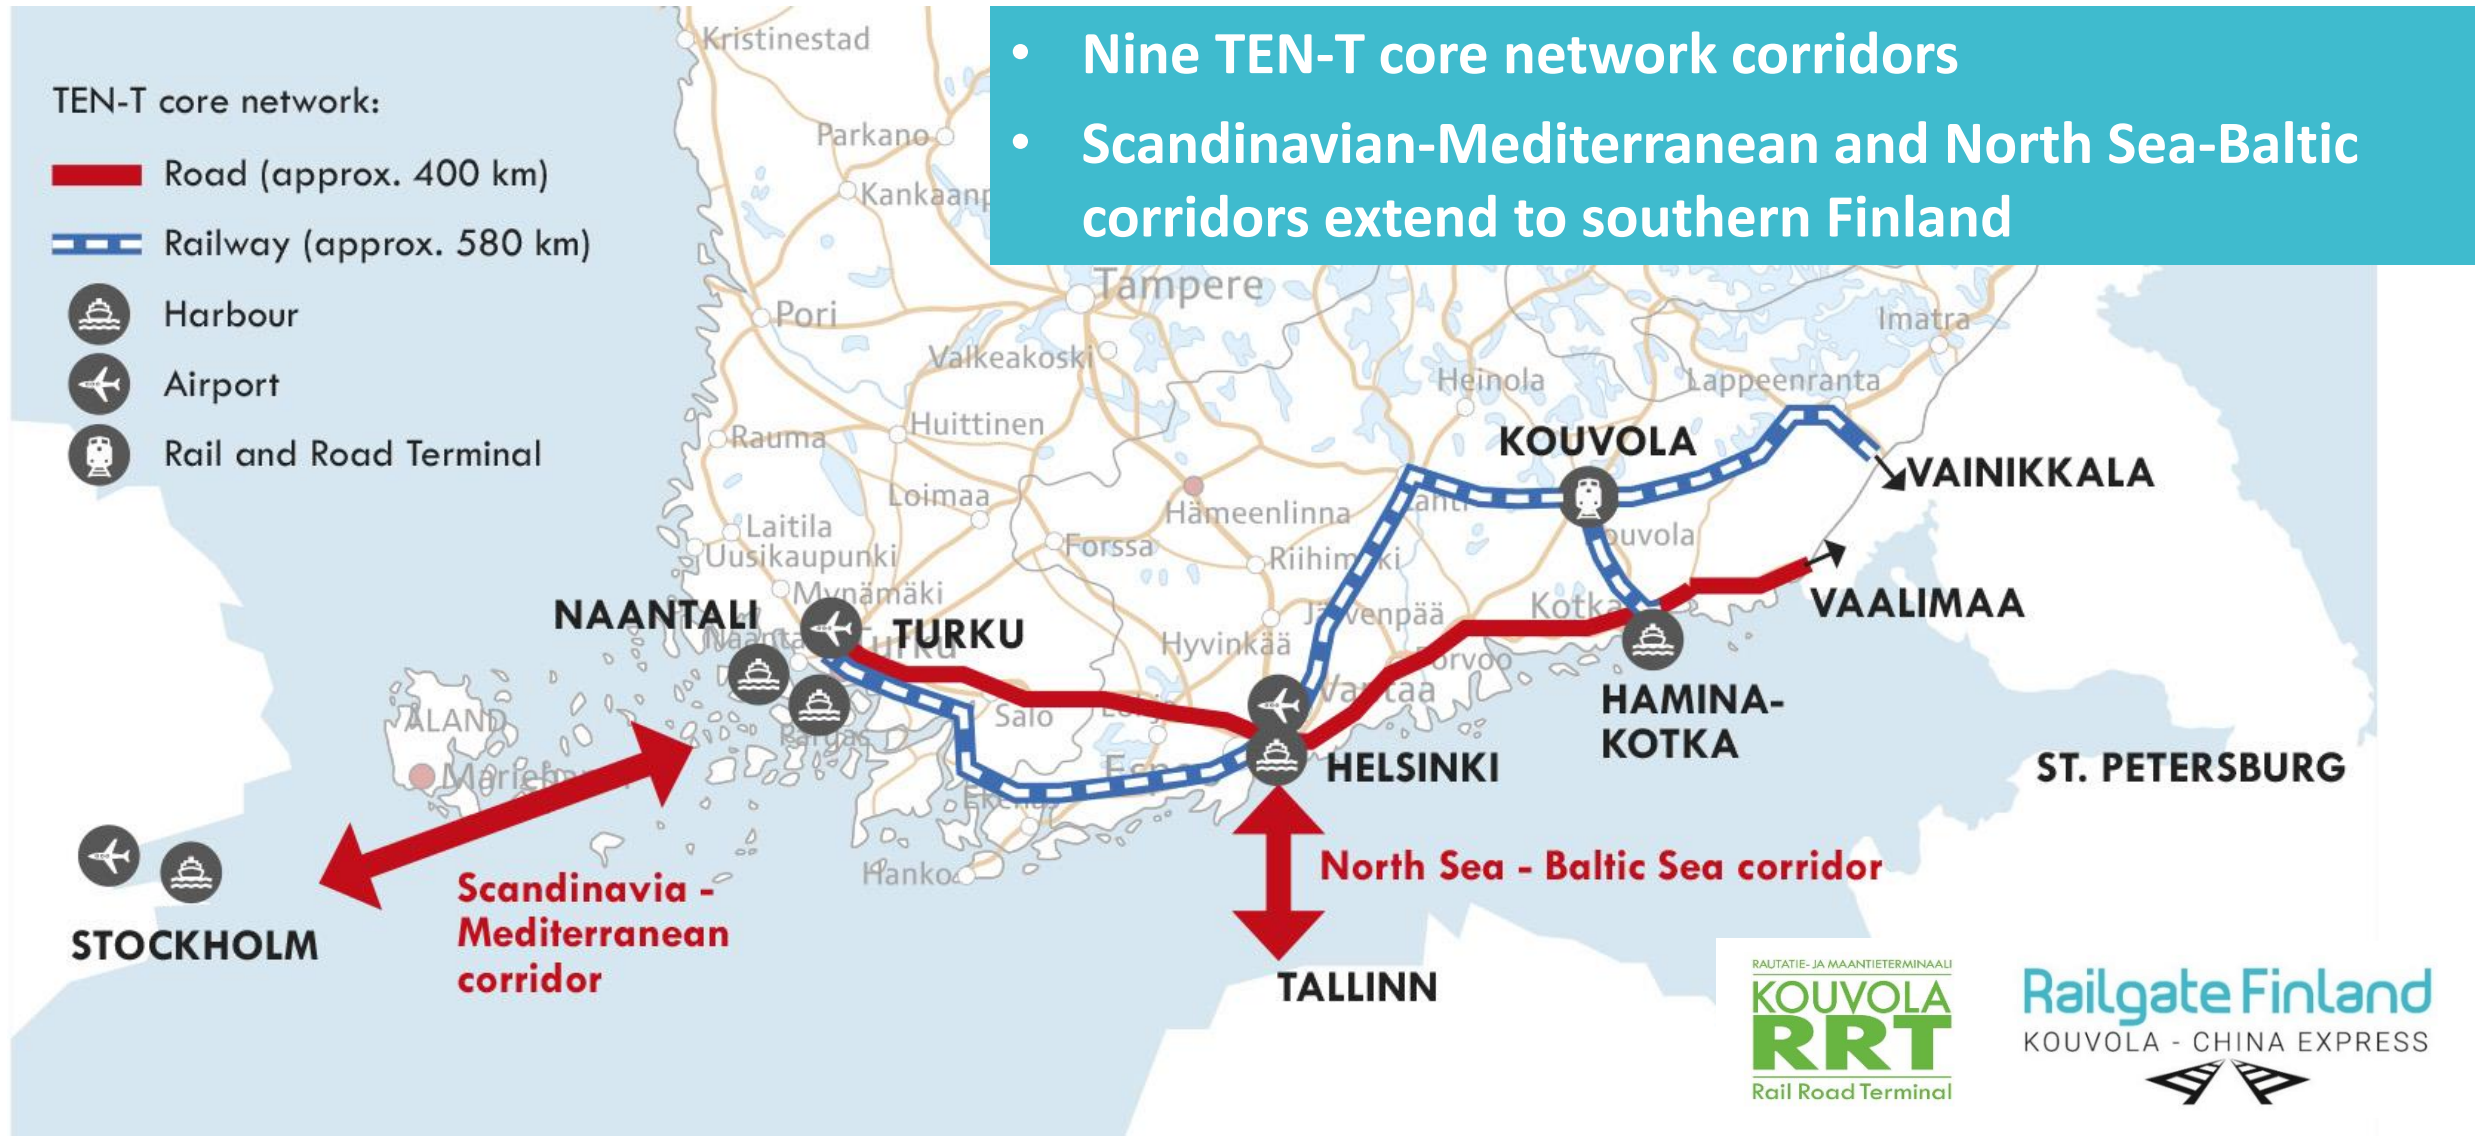 • Nine TEN-T core network corridors
• Scandinavian-Mediterranean and North Sea-Baltic
corridors extend to southern Finland
TEN-T core network:
Road (approx. 400 km)
Railway (approx. 580 km)
Harbour
Airport
Rail and Road Terminal
Kristinestad
Parkano
Tampere
Pori
Imatra
Valkeakoski
Heinola
Lappeenranta
Huittinen
Rauma
KOUVOLA
VAINIKKALA
Loimaa
Hämeenlinna
Laitila
Forssa
Uusikaupunki
Mynämäki
NAANTALI
TURKU
VAALIMAA
Hyvinkää
HAMINA-
KOTKA
Salo
ÅLAND
HELSINKI
ST. PETERSBURG
North Sea - Baltic Sea corridor
Hanko
Scandinavia -
Mediterranean
corridor
STOCKHOLM
TALLINN
RAUTATIE- JA MAANTIETERMINAALI
KOUVOLA
RRT
Rail Road Terminal
Railgate Finland
KOUVOLA - CHINA EXPRESS